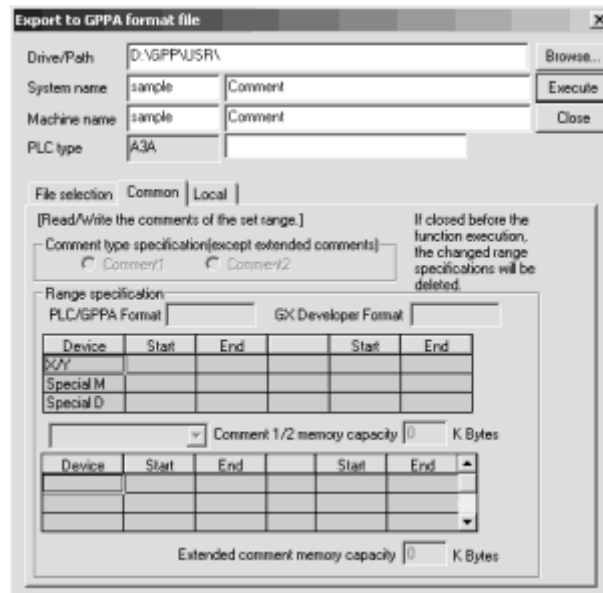 Export to GPPA format file
Drive/Path D:\GPP\USR\ Browse...
System name sample Comment Execute
Machine name sample Comment Close
PLC type A3A
File selection Common Local
[Read/Write the comments of the set range.]
If closed before the
function execution,
the changed range
specifications will be
deleted.
Comment type specification(except extended comments)
Comment1 Comment2
Range specification
PLC/GPPA Format GX Developer Format
Device Start End Start End
X/Y
Special M
Special D
Comment 1/2 memory capacity 0 K Bytes
Device Start End Start End
Extended comment memory capacity 0 K Bytes